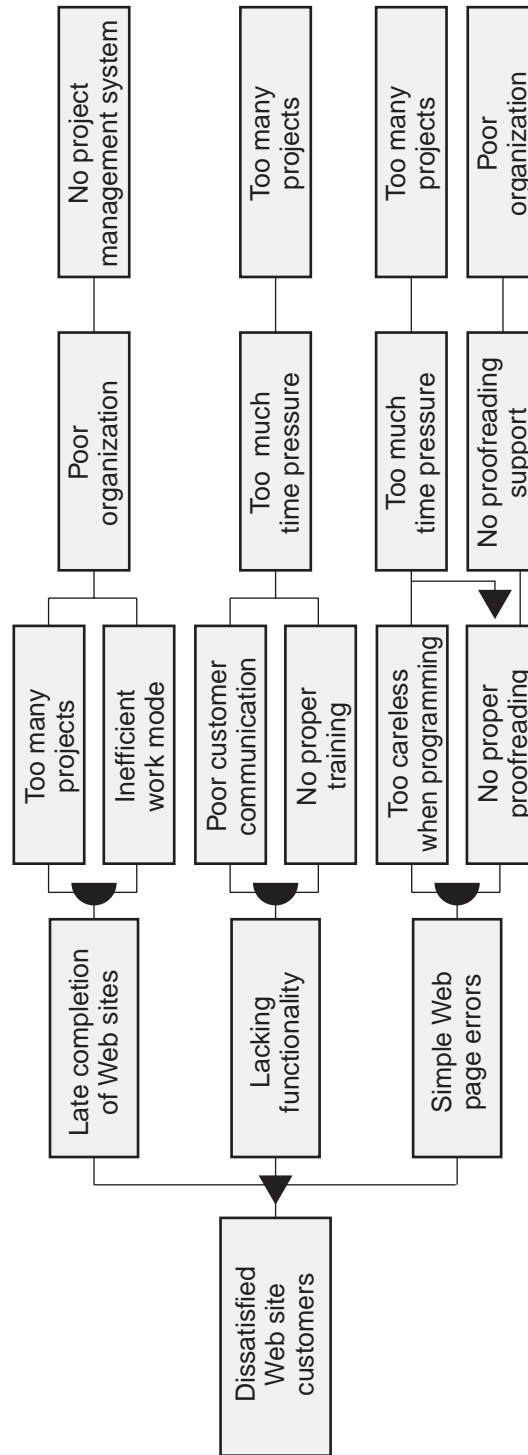 Dissatisfied
Web site
customers
Late completion
of Web sites
Too many
projects
Inefficient
work mode
Poor
organization
No project
management system
Lacking
functionality
Poor customer
communication
No proper
training
Too much
time pressure
Too many
projects
Simple Web
page errors
Too careless
when programming
No proper
proofreading
Too much
time pressure
No proofreading
support
Too many
projects
Poor
organization